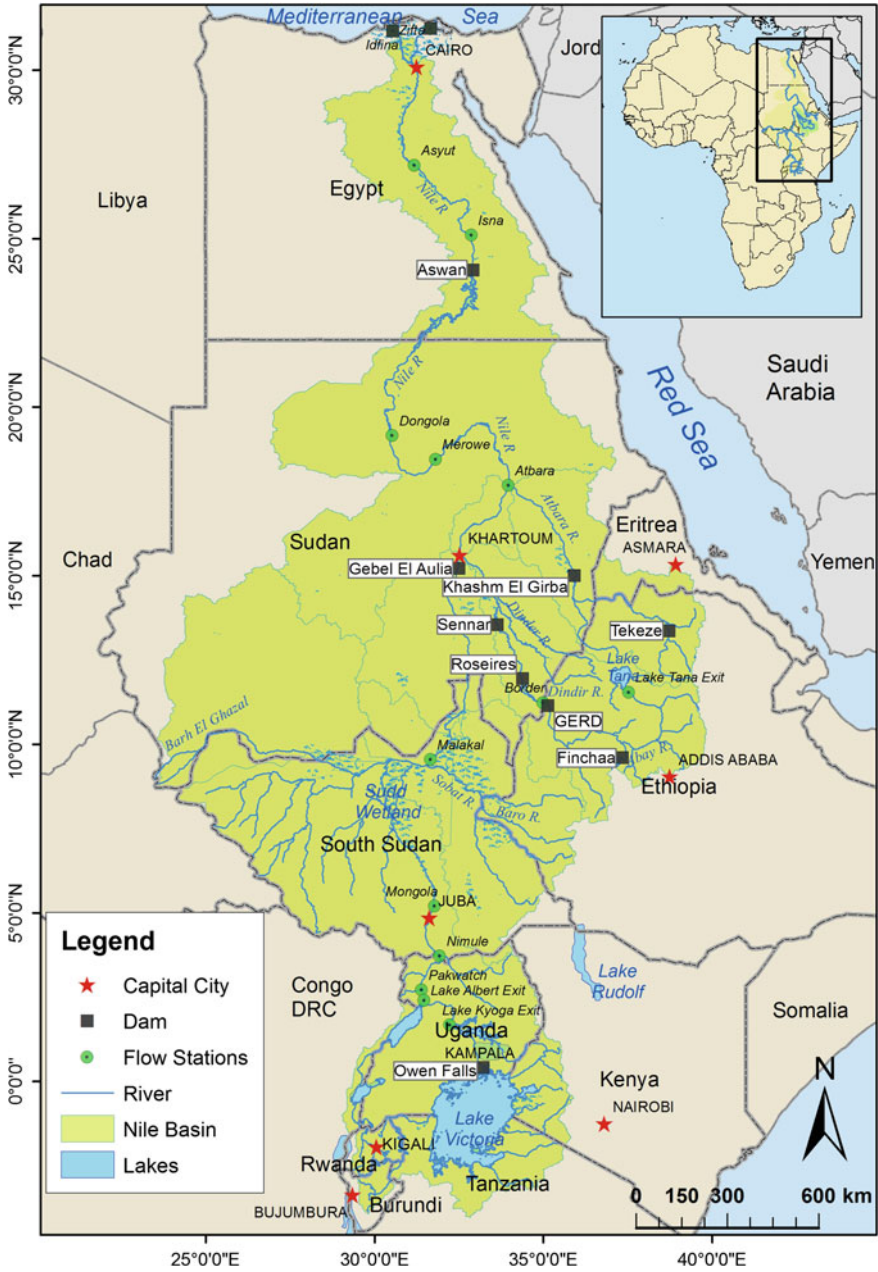 Mediterranean Sea
Idfina
Zifta
CAIRO
Jord
30°0'0"N
Asyut
Libya
Egypt
Nile R
Isna
25°0'0"N
Aswan
Saudi
Arabia
Red Sea
Nile R
20°0'0"N
Dongola
Merowe
Nile R
Atbara
Atbara R.
Eritrea
ASMARA
Yemen
Chad
Sudan
KHARTOUM
Gebel El Aulia
Khashm El Girba
15°0'0"N
Sennar
Dindar R.
Tekeze
Roseires
Lake
Tana
Lake Tana Exit
Border
Dindir R.
GERD
Barh El Ghazal
10°0'0"N
Malakal
Finchaa
Abay R.
ADDIS ABABA
Ethiopia
Sobat R.
Sudd
Wetland
Baro R.
South Sudan
Mongola
JUBA
5°0'0"N
Nimule
Legend
Capital City
Dam
Flow Stations
River
Nile Basin
Lakes
Congo
DRC
Pakwatch
Lake Albert Exit
Lake Kyoga Exit
Uganda
KAMPALA
Owen Falls
Lake
Rudolf
Somalia
0°0'0"
Kenya
NAIROBI
N
Lake
Victoria
KIGALI
Rwanda
Tanzania
Burundi
BUJUMBURA
0 150 300 600 km
25°0'0"E 30°0'0"E 35°0'0"E 40°0'0"E